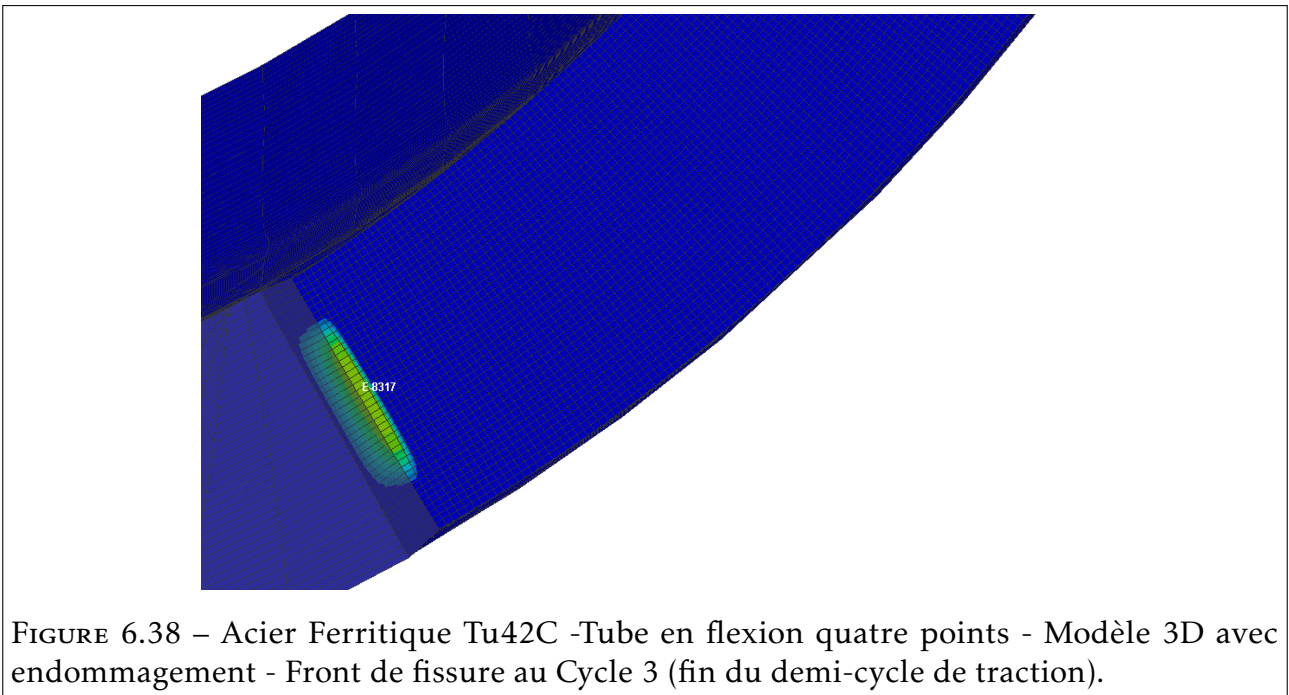 E-8317
FIGURE 6.38 – Acier Ferritique Tu42C -Tube en flexion quatre points - Modèle 3D avec
endommagement - Front de fissure au Cycle 3 (fin du demi-cycle de traction).